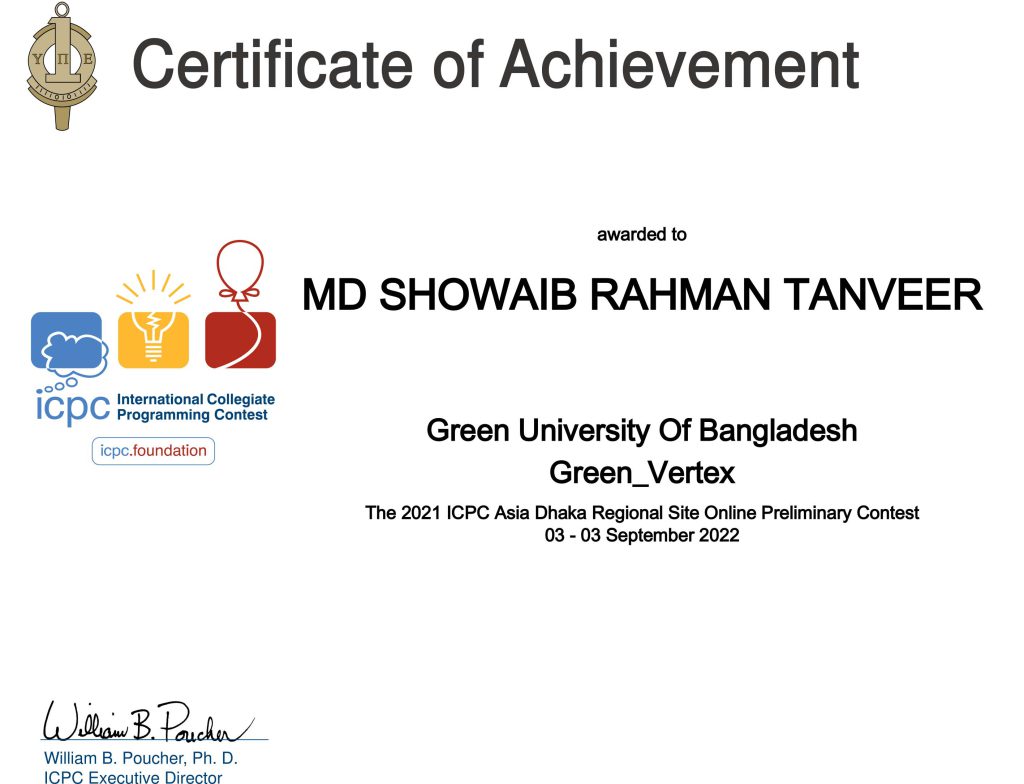 Certificate of Achievement
Y Π E
awarded to
MD SHOWAIB RAHMAN TANVEER
icpc International Collegiate
Programming Contest
icpc.foundation
Green University Of Bangladesh
Green_Vertex
The 2021 ICPC Asia Dhaka Regional Site Online Preliminary Contest
03 - 03 September 2022
William B. Poucher
William B. Poucher, Ph. D.
ICPC Executive Director